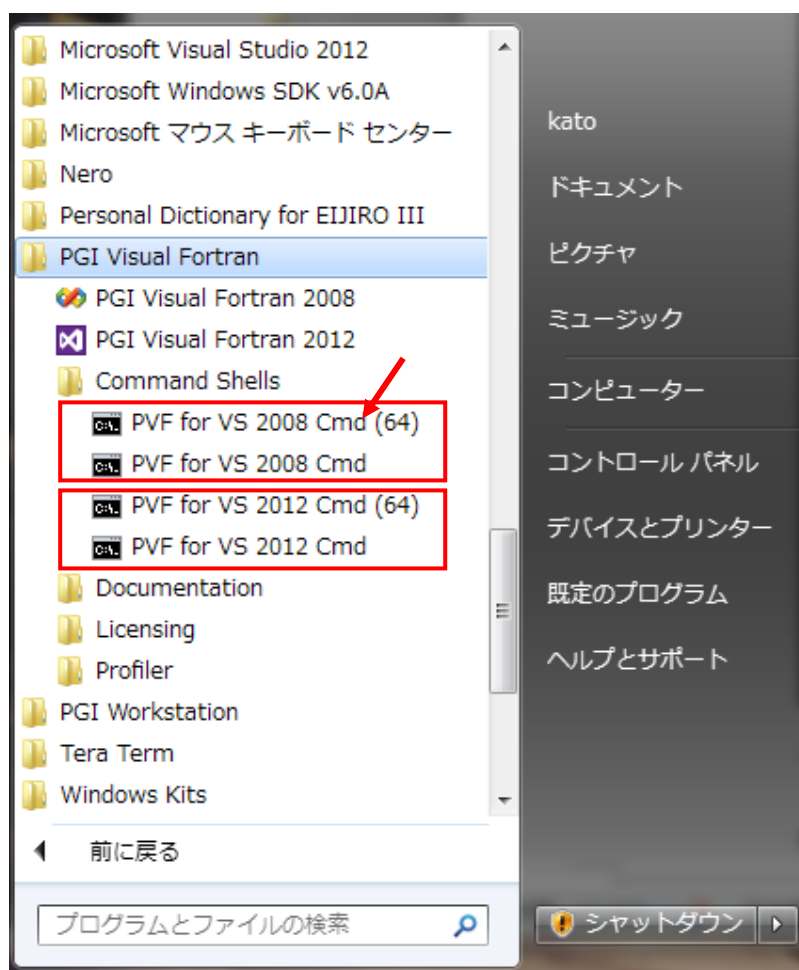 Microsoft Visual Studio 2012
Microsoft Windows SDK v6.0A
Microsoft マウス キーボード センター
Nero
Personal Dictionary for EIJIRO III
PGI Visual Fortran
PGI Visual Fortran 2008
PGI Visual Fortran 2012
Command Shells
PVF for VS 2008 Cmd (64)
PVF for VS 2008 Cmd
PVF for VS 2012 Cmd (64)
PVF for VS 2012 Cmd
Documentation
Licensing
Profiler
PGI Workstation
Tera Term
Windows Kits
前に戻る
プログラムとファイルの検索
kato
ドキュメント
ピクチャ
ミュージック
コンピューター
コントロール パネル
デバイスとプリンター
既定のプログラム
ヘルプとサポート
シャットダウン